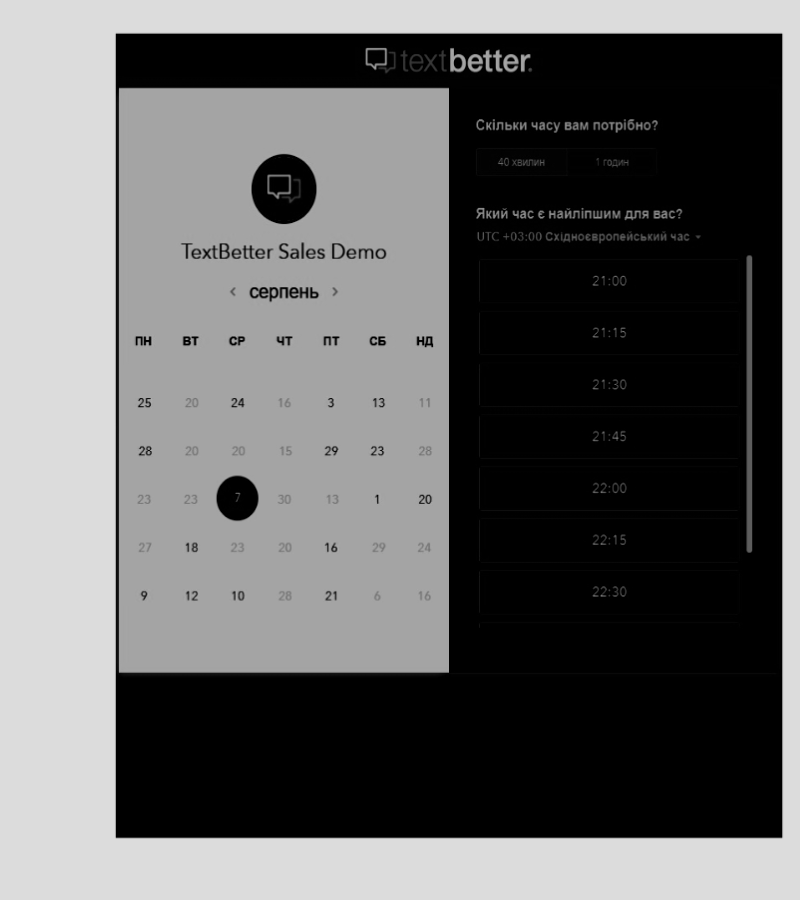 textbetter.
TextBetter Sales Demo
‹ серпень ›
ПН ВТ СР ЧТ ПТ СБ НД
25 20 24 16 3 13 11
28 20 20 15 29 23 28
23 23 7 30 13 1 20
27 18 23 20 16 29 24
9 12 10 28 21 6 16
Скільки часу вам потрібно?
40 хвилин 1 годин
Який час є найліпшим для вас?
UTC +03:00 Східноєвропейський час
21:00
21:15
21:30
21:45
22:00
22:15
22:30